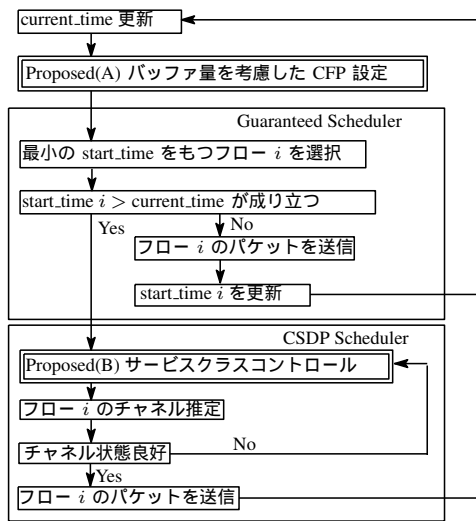 current_time 更新
Proposed(A) バッファ量を考慮した CFP 設定
Guaranteed Scheduler
最小の start_time をもつフロー i を選択
start_time i > current_time が成り立つ
Yes
No
フロー i のパケットを送信
start_time i を更新
CSDP Scheduler
Proposed(B) サービスクラスコントロール
フロー i のチャネル推定
チャネル状態良好
No
Yes
フロー i のパケットを送信